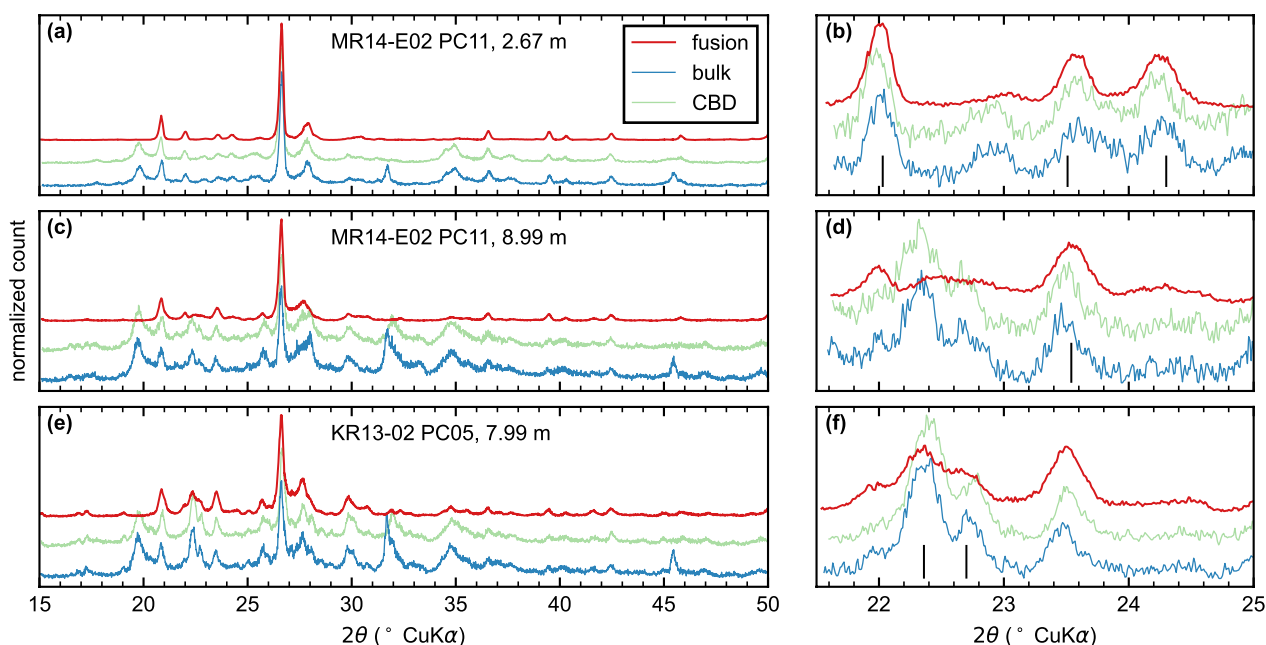 (a)
MR14-E02 PC11, 2.67 m
fusion
bulk
CBD
(b)
(c)
MR14-E02 PC11, 8.99 m
(d)
normalized count
(e)
KR13-02 PC05, 7.99 m
(f)
15 20 25 30 35 40 45 50
22 23 24 25
2θ (° CuKα)
2θ (° CuKα)